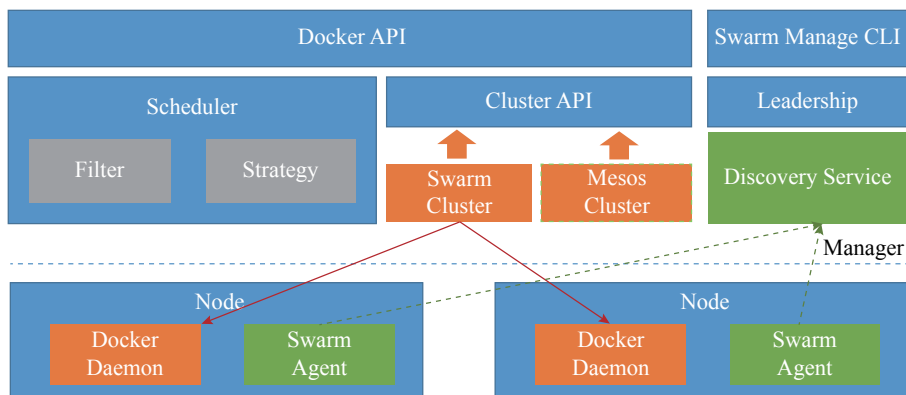 Docker API
Swarm Manage CLI
Scheduler
Cluster API
Leadership
Filter
Strategy
Swarm
Cluster
Mesos
Cluster
Discovery Service
Manager
Node
Node
Docker
Daemon
Swarm
Agent
Docker
Daemon
Swarm
Agent